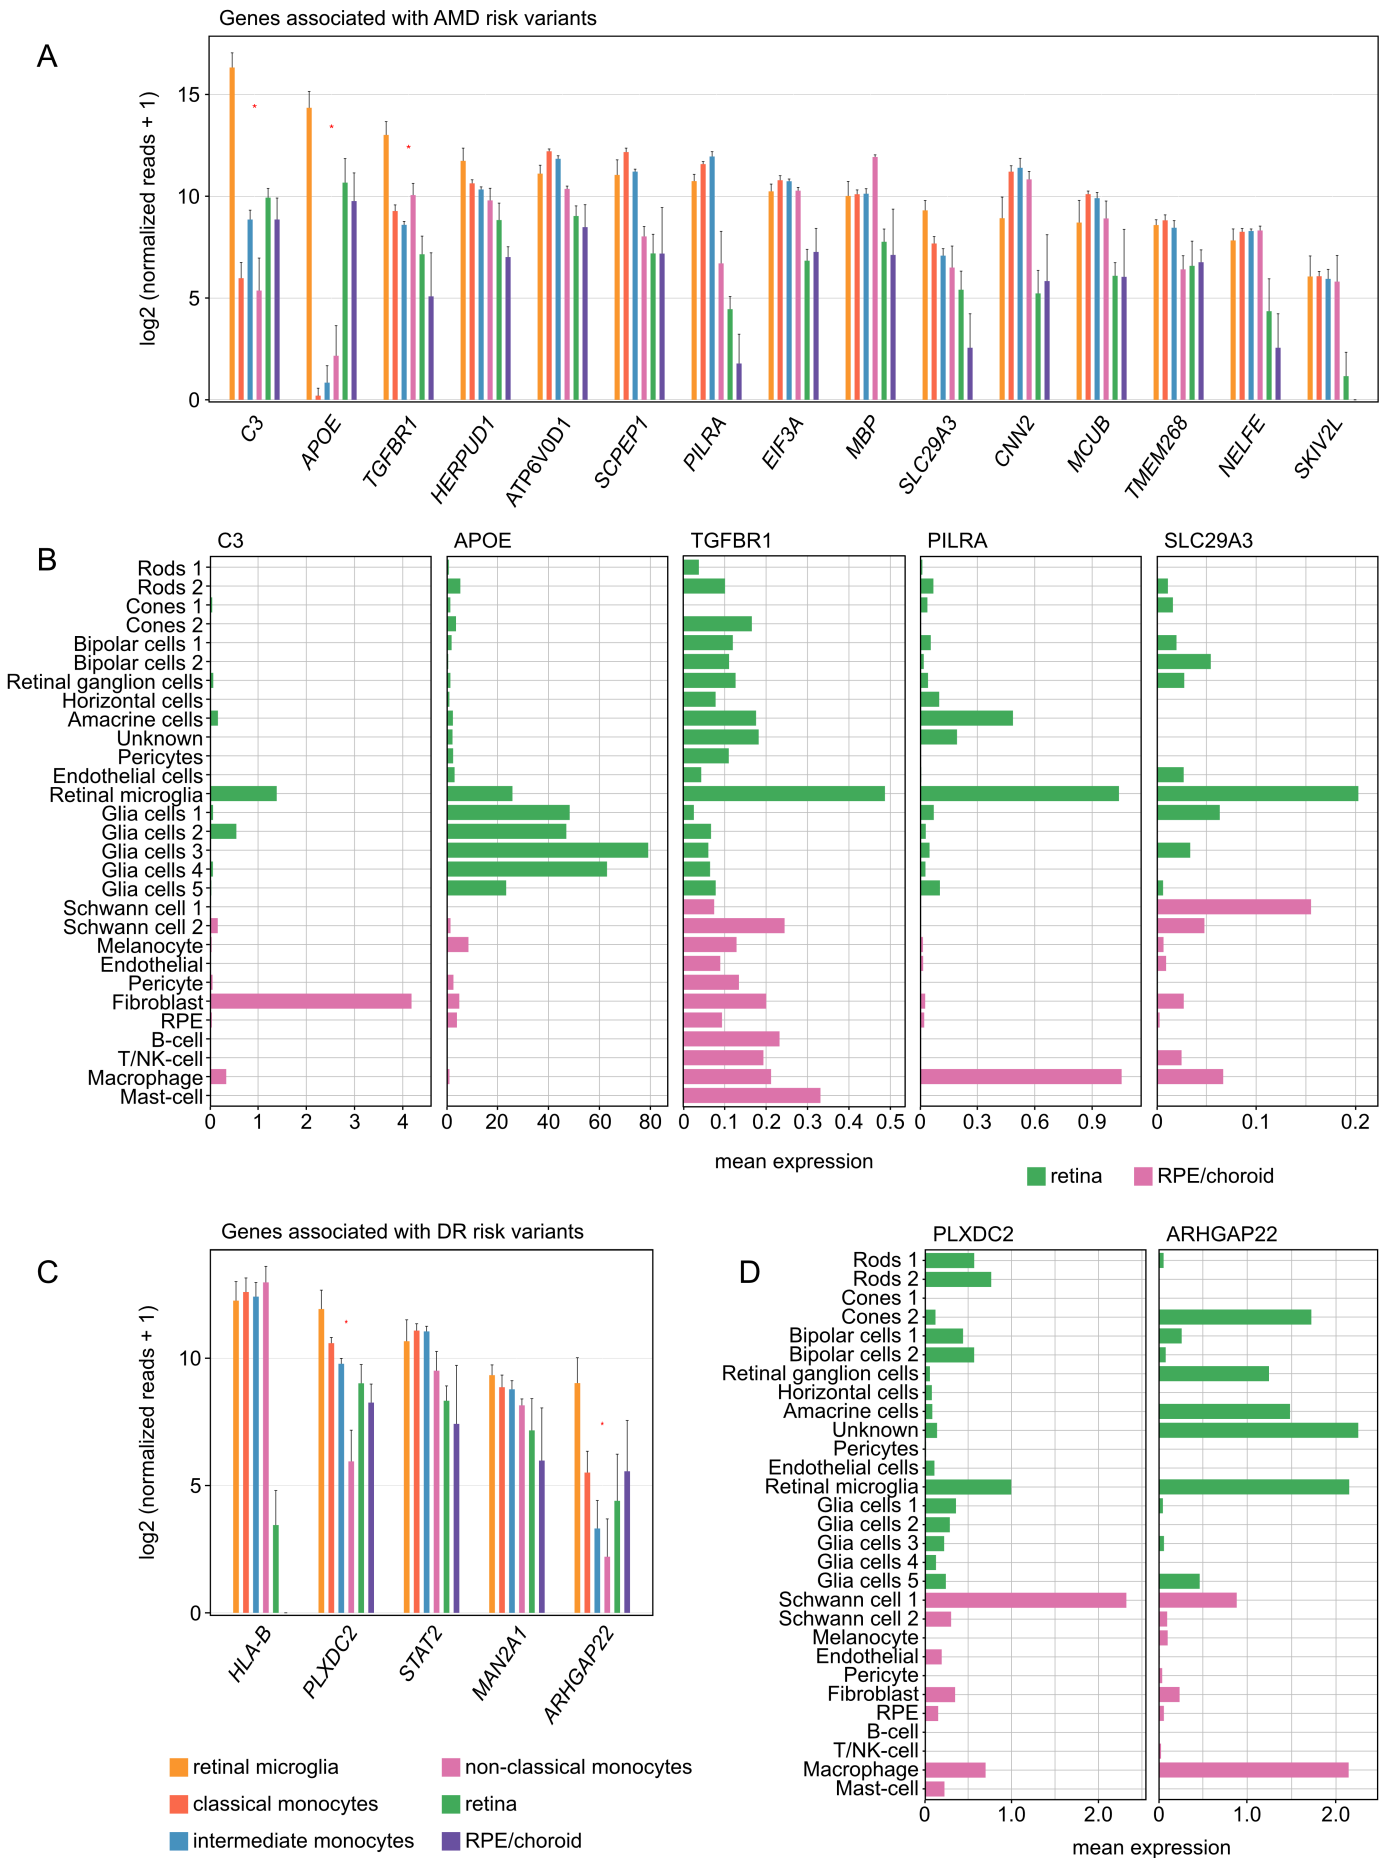 Genes associated with AMD risk variants
A
log2 (normalized reads + 1)
15
10
5
0
C3
APOE
TGFBR1
HERPUD1
ATP6V0D1
SCPEP1
PILRA
EIF3A
MBP
SLC29A3
CNN2
MCUB
TMEM268
NELFE
SKIV2L
*
*
*
B
C3
APOE
TGFBR1
PILRA
SLC29A3
Rods 1
Rods 2
Cones 1
Cones 2
Bipolar cells 1
Bipolar cells 2
Retinal ganglion cells
Horizontal cells
Amacrine cells
Unknown
Pericytes
Endothelial cells
Retinal microglia
Glia cells 1
Glia cells 2
Glia cells 3
Glia cells 4
Glia cells 5
Schwann cell 1
Schwann cell 2
Melanocyte
Endothelial
Pericyte
Fibroblast
RPE
B-cell
T/NK-cell
Macrophage
Mast-cell
0 1 2 3 4
0 20 40 60 80
0 0.1 0.2 0.3 0.4 0.5
0 0.3 0.6 0.9
0 0.1 0.2
mean expression
retina
RPE/choroid
Genes associated with DR risk variants
C
log2 (normalized reads + 1)
10
5
0
*
*
HLA-B
PLXDC2
STAT2
MAN2A1
ARHGAP22
retinal microglia
classical monocytes
intermediate monocytes
non-classical monocytes
retina
RPE/choroid
D
PLXDC2
ARHGAP22
Rods 1
Rods 2
Cones 1
Cones 2
Bipolar cells 1
Bipolar cells 2
Retinal ganglion cells
Horizontal cells
Amacrine cells
Unknown
Pericytes
Endothelial cells
Retinal microglia
Glia cells 1
Glia cells 2
Glia cells 3
Glia cells 4
Glia cells 5
Schwann cell 1
Schwann cell 2
Melanocyte
Endothelial
Pericyte
Fibroblast
RPE
B-cell
T/NK-cell
Macrophage
Mast-cell
0 1.0 2.0
0 1.0 2.0
mean expression